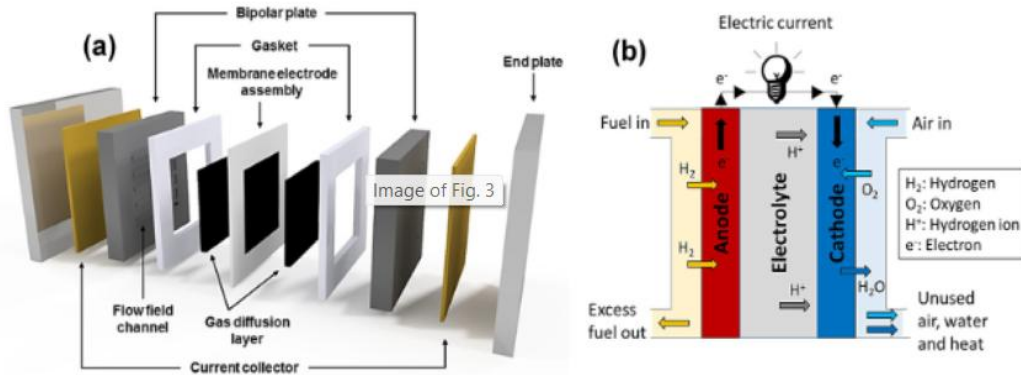 (a)
Bipolar plate
Gasket
Membrane electrode
assembly
End plate
Image of Fig. 3
Flow field
channel
Gas diffusion
layer
Current collector
(b)
Electric current
e⁻
e⁻
Fuel in
Air in
H⁺
e⁻
e⁻
H₂
O₂
Anode
Electrolyte
Cathode
H₂
H₂O
H⁺
Excess
fuel out
Unused
air, water
and heat
H₂: Hydrogen
O₂: Oxygen
H⁺: Hydrogen ion
e⁻: Electron